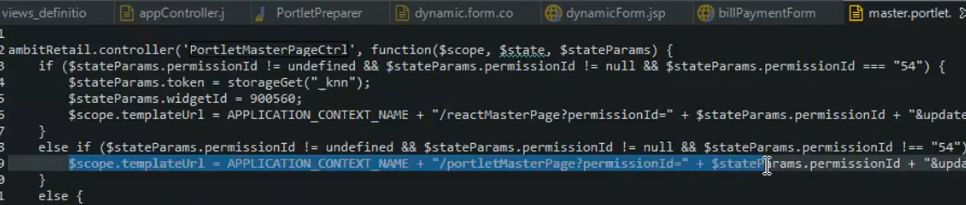 views_definitio appController.j PortletPreparer dynamic.form.co dynamicForm.jsp billPaymentForm master.portlet.
1
2 ambitRetail.controller('PortletMasterPageCtrl', function($scope, $state, $stateParams) {
3 if ($stateParams.permissionId != undefined && $stateParams.permissionId != null && $stateParams.permissionId === "54") {
4 $stateParams.token = storageGet("_knn");
5 $stateParams.widgetId = 900560;
6 $scope.templateUrl = APPLICATION_CONTEXT_NAME + "/reactMasterPage?permissionId=" + $stateParams.permissionId + "&update
7 }
8 else if ($stateParams.permissionId != undefined && $stateParams.permissionId != null && $stateParams.permissionId !== "54")
9 $scope.templateUrl = APPLICATION_CONTEXT_NAME + "/portletMasterPage?permissionId=" + $stateParams.permissionId + "&upda
0 }
1 else {